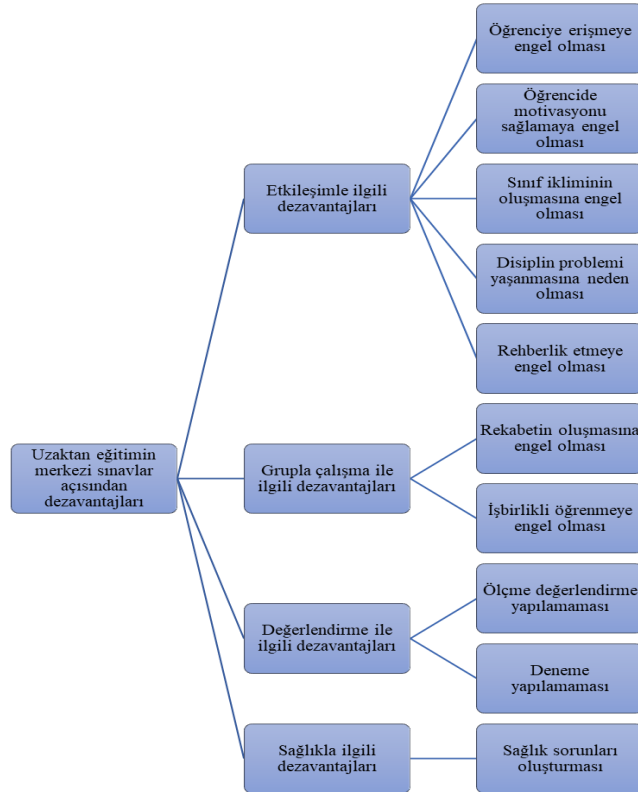 Uzaktan eğitimin
merkezi sınavlar
açısından
dezavantajları
Etkileşimle ilgili
dezavantajları
Öğrenciye erişmeye
engel olması
Öğrencide
motivasyonu
sağlamaya engel
olması
Sınıf ikliminin
oluşmasına engel
olması
Disiplin problemi
yaşanmasına neden
olması
Rehberlik etmeye
engel olması
Grupla çalışma ile
ilgili dezavantajları
Rekabetin oluşmasına
engel olması
İşbirlikli öğrenmeye
engel olması
Değerlendirme ile
ilgili dezavantajları
Ölçme değerlendirme
yapılamaması
Deneme
yapılamaması
Sağlıkla ilgili
dezavantajları
Sağlık sorunları
oluşturması